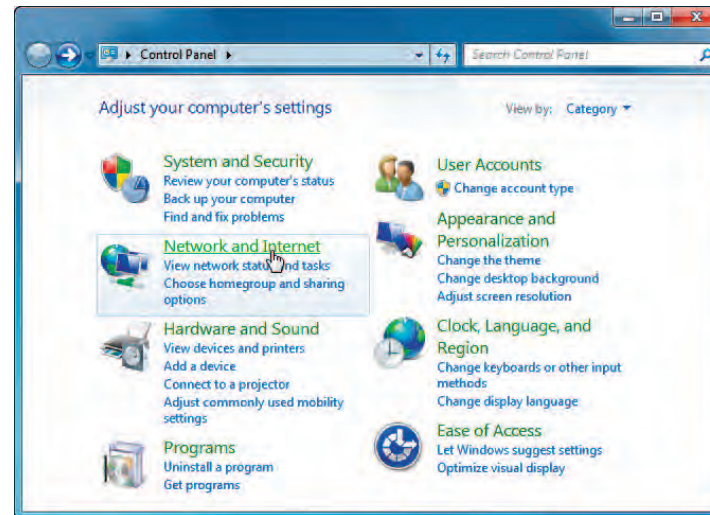 Control Panel
Search Control Panel
Adjust your computer's settings
View by: Category
System and Security
Review your computer's status
Back up your computer
Find and fix problems
Network and Internet
View network status and tasks
Choose homegroup and sharing
options
Hardware and Sound
View devices and printers
Add a device
Connect to a projector
Adjust commonly used mobility
settings
Programs
Uninstall a program
Get programs
User Accounts
Change account type
Appearance and
Personalization
Change the theme
Change desktop background
Adjust screen resolution
Clock, Language, and
Region
Change keyboards or other input
methods
Change display language
Ease of Access
Let Windows suggest settings
Optimize visual display